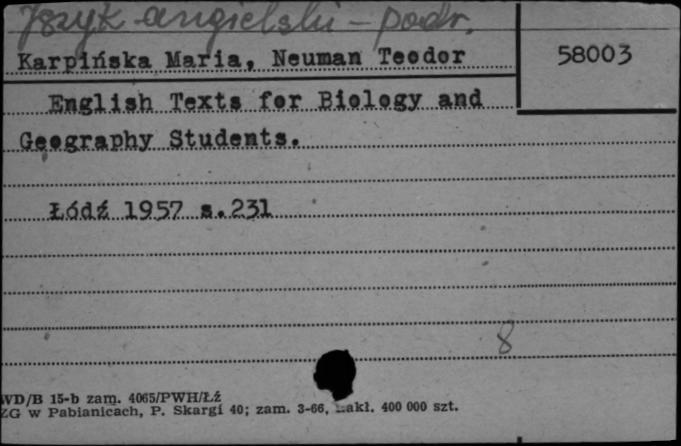 Język angielski – podr.
Karpińska Maria, Neuman Teodor
58003
English Texts for Biology and
Geography Students.
Łódź 1957 s.231
8
WD/B 15-b zam. 4065/PWH/Łź
ZG w Pabianicach, P. Skargi 40; zam. 3-66, nakł. 400 000 szt.